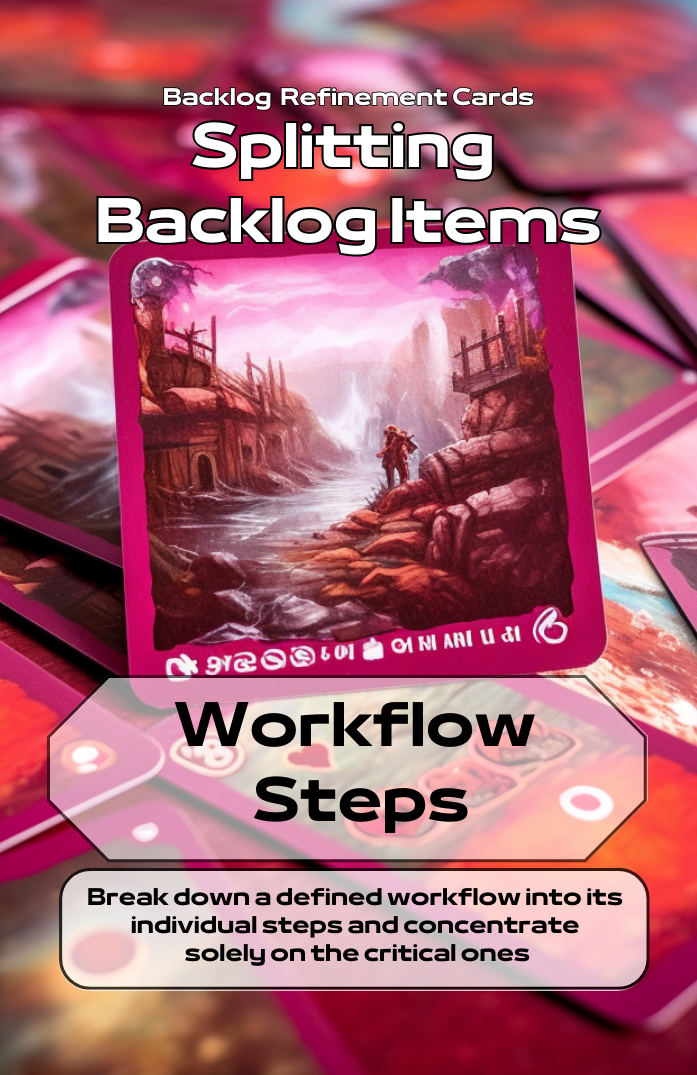 Backlog Refinement Cards
Splitting
Backlog Items
Workflow
Steps
Break down a defined workflow into its
individual steps and concentrate
solely on the critical ones